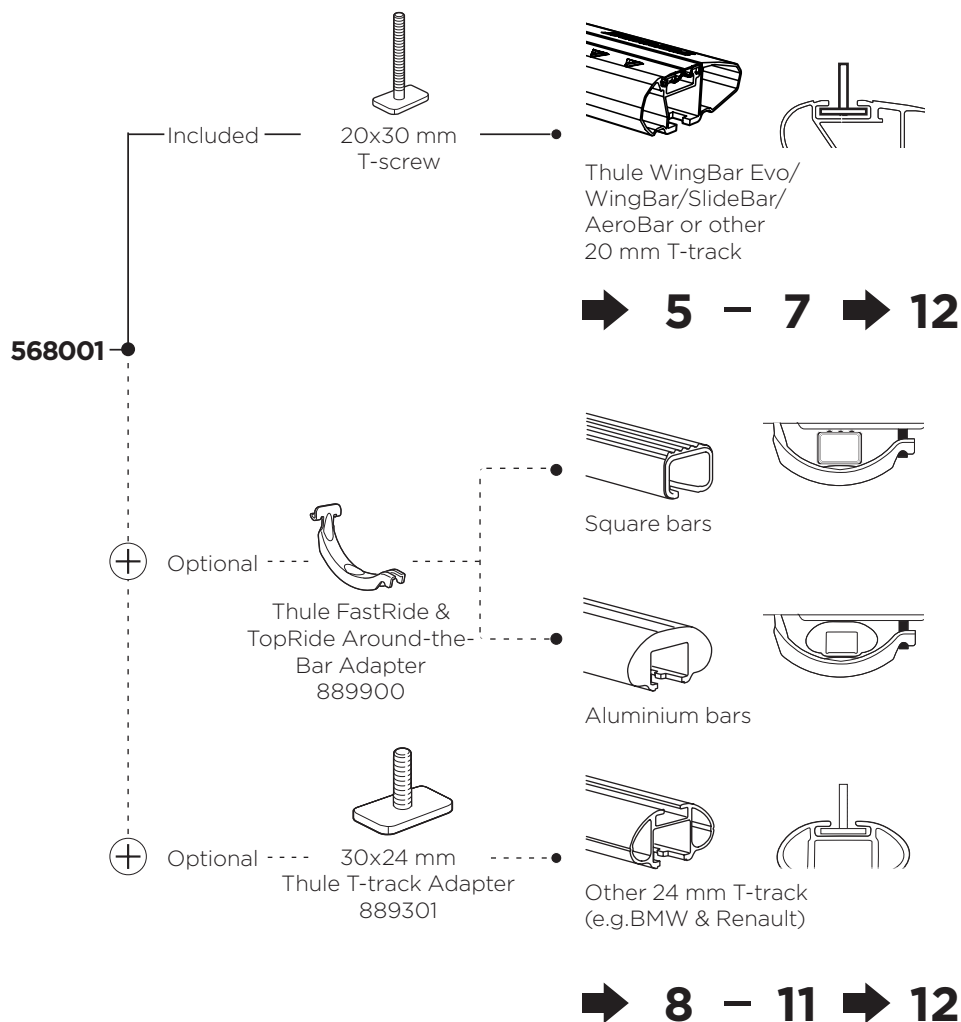 Included
20x30 mm
T-screw
Thule WingBar Evo/
WingBar/SlideBar/
AeroBar or other
20 mm T-track
5 – 7 12
568001
Square bars
Optional
Thule FastRide &
TopRide Around-the-
Bar Adapter
889900
Aluminium bars
Optional
30x24 mm
Thule T-track Adapter
889301
Other 24 mm T-track
(e.g.BMW & Renault)
8 – 11 12